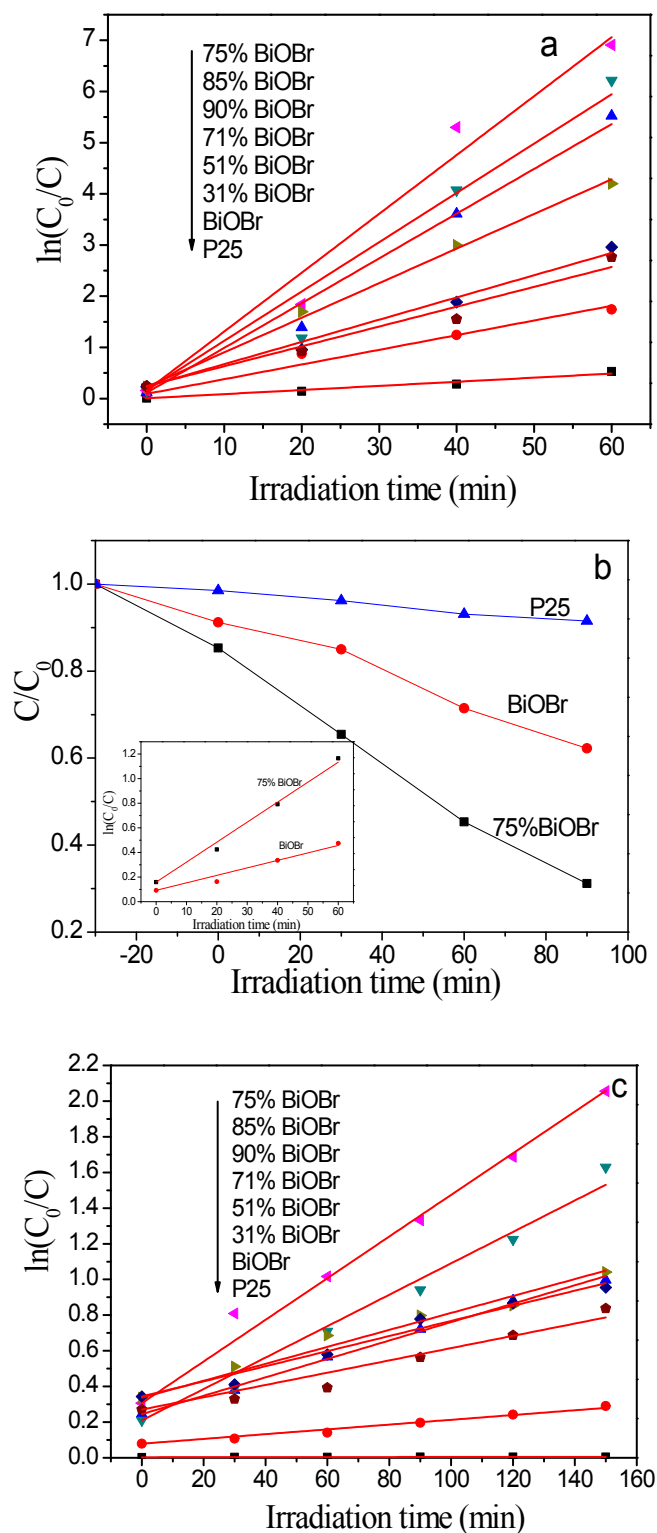 a
75% BiOBr
85% BiOBr
90% BiOBr
71% BiOBr
51% BiOBr
31% BiOBr
BiOBr
P25
ln(C0/C)
7
6
5
4
3
2
1
0
0 10 20 30 40 50 60
Irradiation time (min)
b
P25
BiOBr
75%BiOBr
C/C0
1.0
0.8
0.6
0.4
0.2
ln(C0/C)
1.2
1.0
0.8
0.6
0.4
0.2
0.0
75% BiOBr
BiOBr
0 10 20 30 40 50 60
Irradiation time (min)
-20 0 20 40 60 80 100
Irradiation time (min)
c
75% BiOBr
85% BiOBr
90% BiOBr
71% BiOBr
51% BiOBr
31% BiOBr
BiOBr
P25
ln(C0/C)
2.2
2.0
1.8
1.6
1.4
1.2
1.0
0.8
0.6
0.4
0.2
0.0
0 20 40 60 80 100 120 140 160
Irradiation time (min)